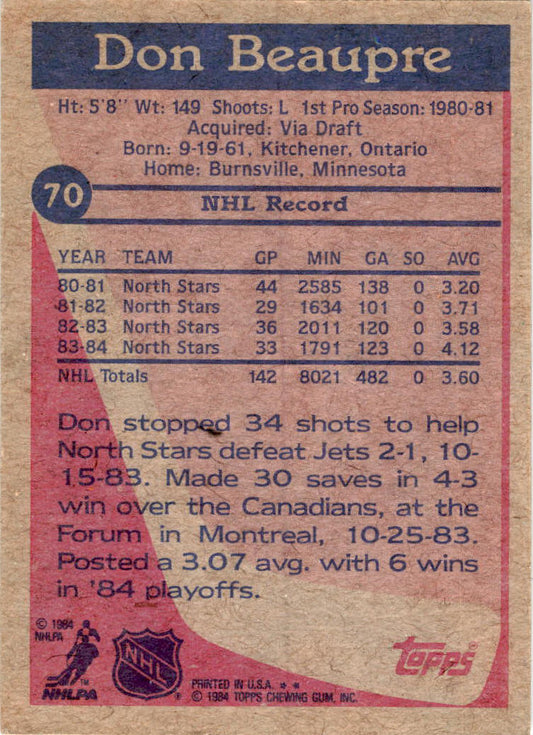 Don Beaupre
Ht: 5'8" Wt: 149 Shoots: L 1st Pro Season: 1980-81
Acquired: Via Draft
Born: 9-19-61, Kitchener, Ontario
Home: Burnsville, Minnesota
70
NHL Record
YEAR TEAM GP MIN GA SO AVG
80-81 North Stars 44 2585 138 0 3.20
81-82 North Stars 29 1634 101 0 3.71
82-83 North Stars 36 2011 120 0 3.58
83-84 North Stars 33 1791 123 0 4.12
NHL Totals 142 8021 482 0 3.60
Don stopped 34 shots to help
North Stars defeat Jets 2-1, 10-
15-83. Made 30 saves in 4-3
win over the Canadians, at the
Forum in Montreal, 10-25-83.
Posted a 3.07 avg. with 6 wins
in '84 playoffs.
© 1984
NHLPA
NHLPA ™
NHL ®
PRINTED IN U.S.A. * *
© 1984 TOPPS CHEWING GUM, INC.
topps